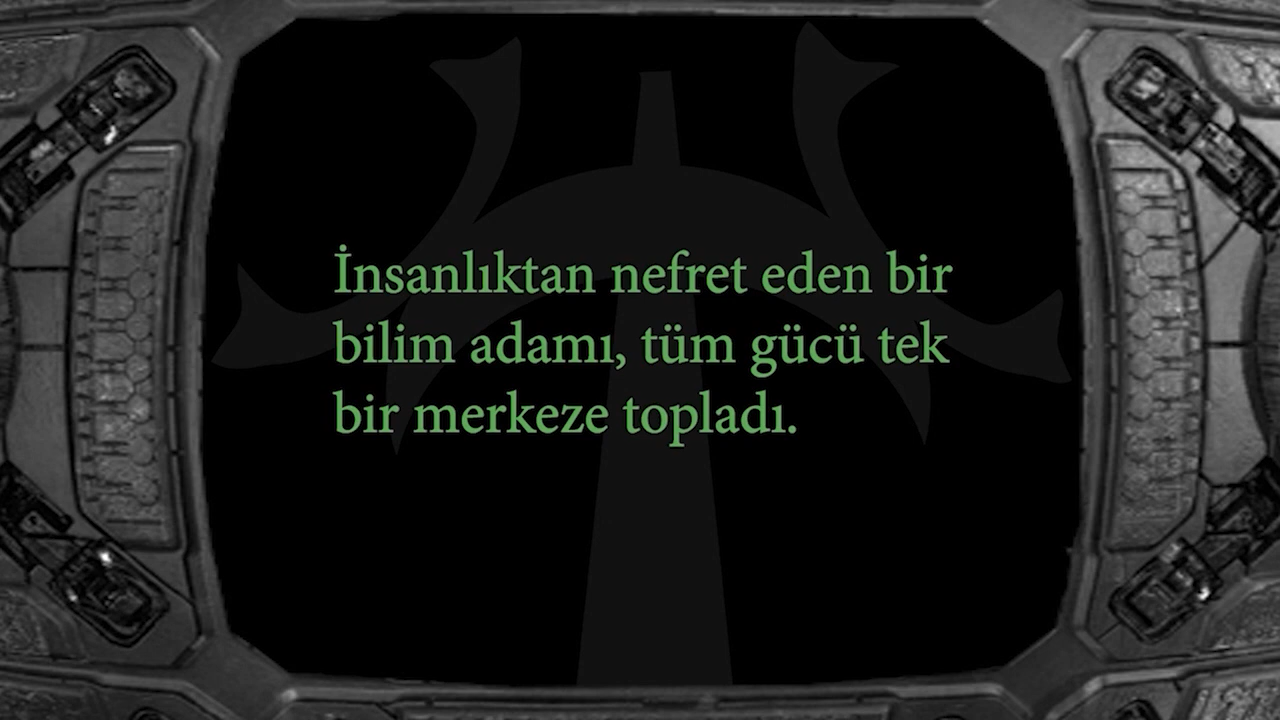 İnsanlıktan nefret eden bir
bilim adamı, tüm gücü tek
bir merkeze topladı.